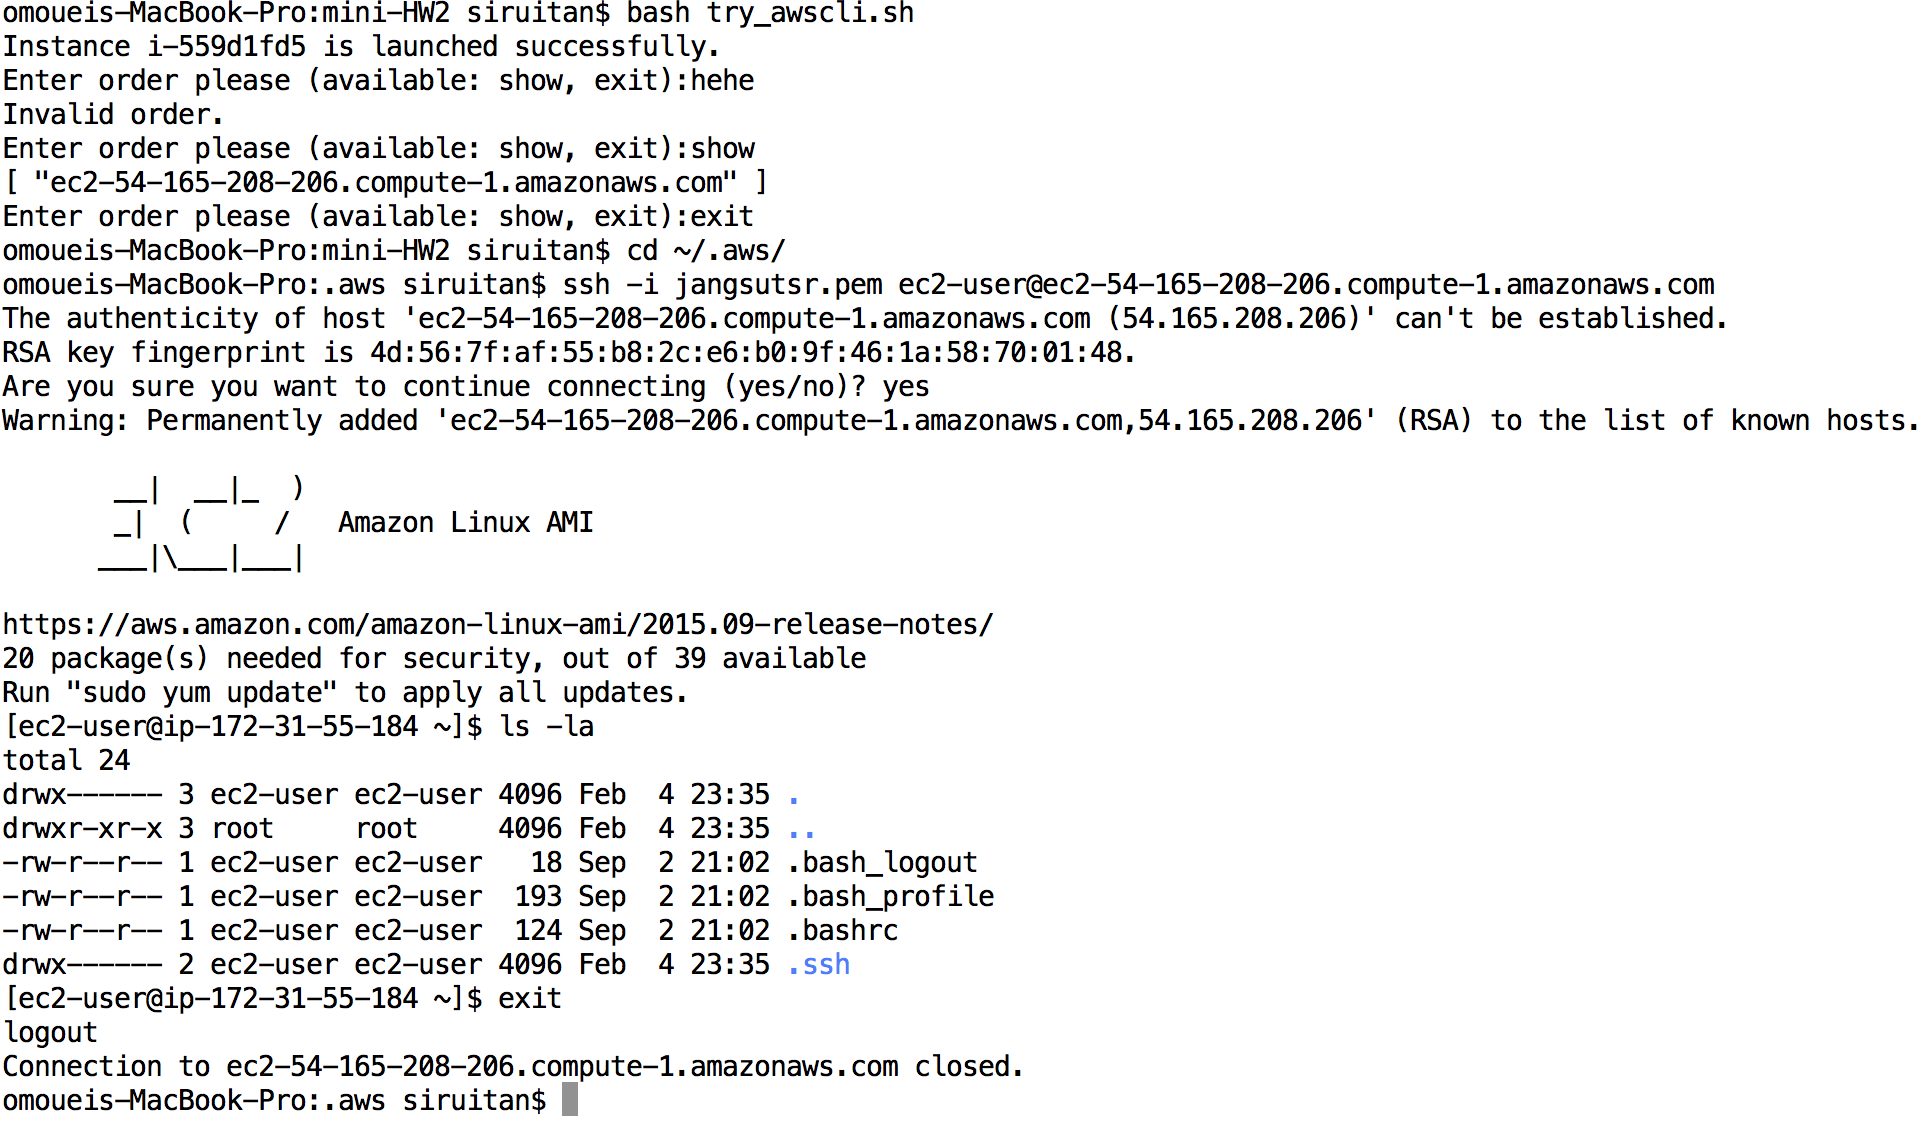 omoueis-MacBook-Pro:mini-HW2 siruitan$ bash try_awscli.sh
Instance i-559d1fd5 is launched successfully.
Enter order please (available: show, exit):hehe
Invalid order.
Enter order please (available: show, exit):show
[ "ec2-54-165-208-206.compute-1.amazonaws.com" ]
Enter order please (available: show, exit):exit
omoueis-MacBook-Pro:mini-HW2 siruitan$ cd ~/.aws/
omoueis-MacBook-Pro:.aws siruitan$ ssh -i jangsutsr.pem ec2-user@ec2-54-165-208-206.compute-1.amazonaws.com
The authenticity of host 'ec2-54-165-208-206.compute-1.amazonaws.com (54.165.208.206)' can't be established.
RSA key fingerprint is 4d:56:7f:af:55:b8:2c:e6:b0:9f:46:1a:58:70:01:48.
Are you sure you want to continue connecting (yes/no)? yes
Warning: Permanently added 'ec2-54-165-208-206.compute-1.amazonaws.com,54.165.208.206' (RSA) to the list of known hosts.

       __|  __|_  )
       _|  (     /   Amazon Linux AMI
      ___|\___|___|

https://aws.amazon.com/amazon-linux-ami/2015.09-release-notes/
20 package(s) needed for security, out of 39 available
Run "sudo yum update" to apply all updates.
[ec2-user@ip-172-31-55-184 ~]$ ls -la
total 24
drwx------ 3 ec2-user ec2-user 4096 Feb  4 23:35 .
drwxr-xr-x 3 root     root     4096 Feb  4 23:35 ..
-rw-r--r-- 1 ec2-user ec2-user   18 Sep  2 21:02 .bash_logout
-rw-r--r-- 1 ec2-user ec2-user  193 Sep  2 21:02 .bash_profile
-rw-r--r-- 1 ec2-user ec2-user  124 Sep  2 21:02 .bashrc
drwx------ 2 ec2-user ec2-user 4096 Feb  4 23:35 .ssh
[ec2-user@ip-172-31-55-184 ~]$ exit
logout
Connection to ec2-54-165-208-206.compute-1.amazonaws.com closed.
omoueis-MacBook-Pro:.aws siruitan$